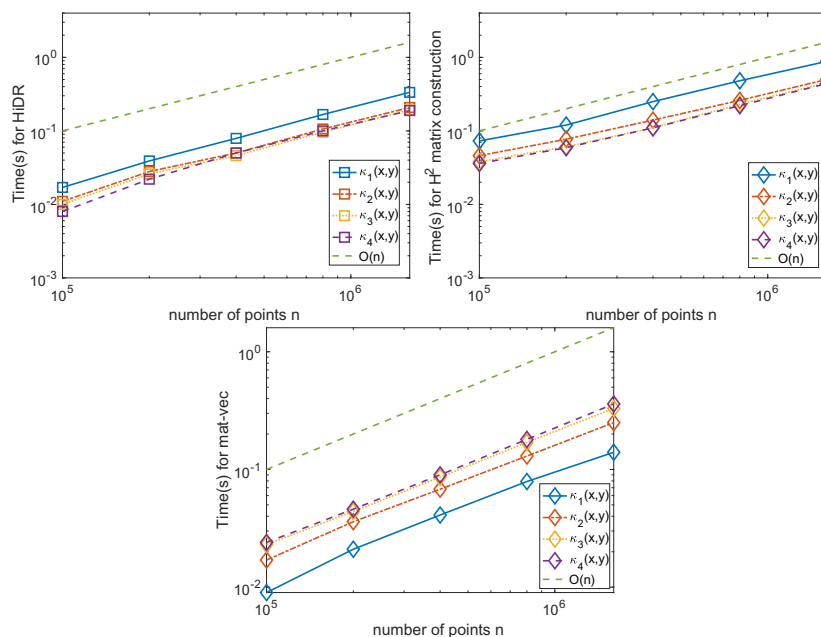 Time(s) for HiDR
10^0
10^-1
10^-2
10^-3
κ1(x,y)
κ2(x,y)
κ3(x,y)
κ4(x,y)
O(n)
10^5
10^6
number of points n
Time(s) for H^2 matrix construction
10^0
10^-1
10^-2
10^-3
κ1(x,y)
κ2(x,y)
κ3(x,y)
κ4(x,y)
O(n)
10^5
10^6
number of points n
Time(s) for mat-vec
10^0
10^-1
10^-2
κ1(x,y)
κ2(x,y)
κ3(x,y)
κ4(x,y)
O(n)
10^5
10^6
number of points n